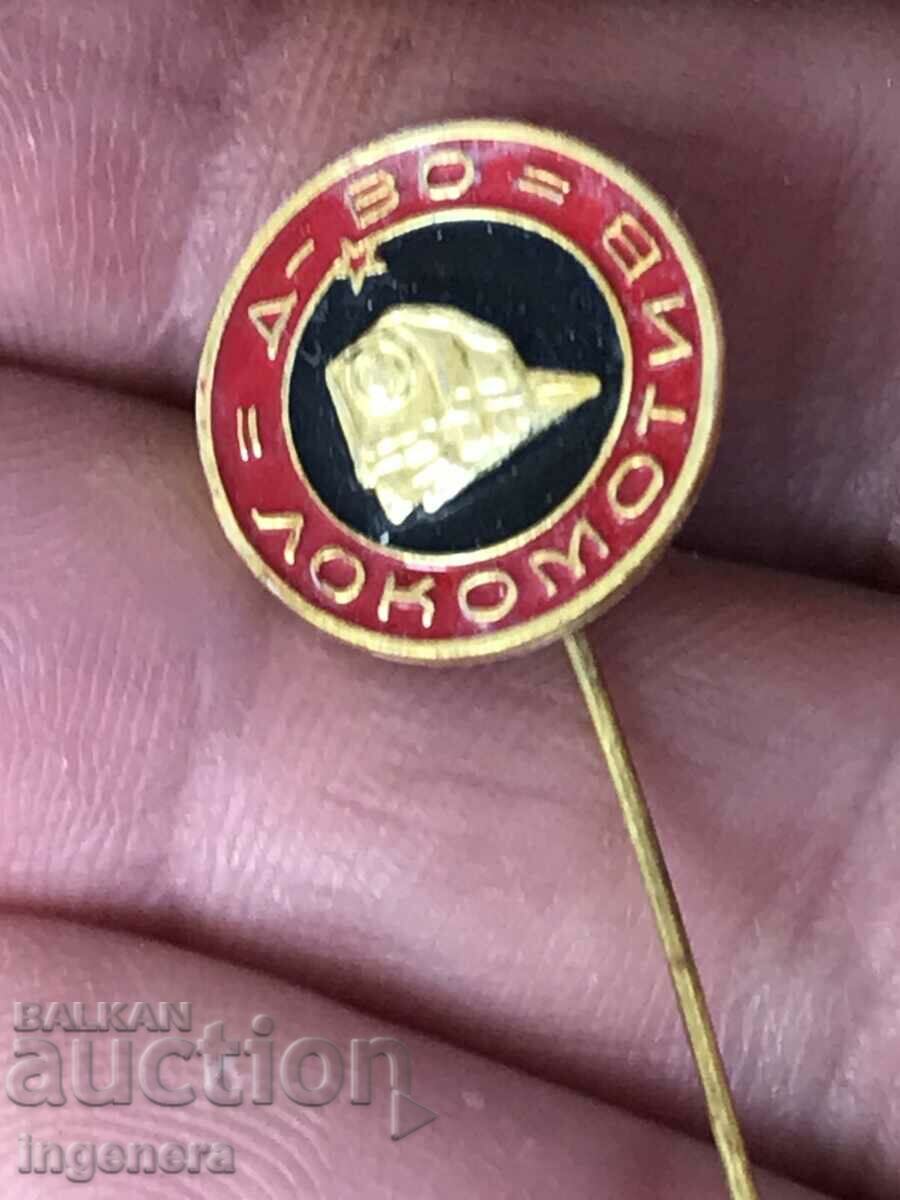 = Д-ВО =
ЛОКОМОТИВ
BALKAN
auction
ingenera